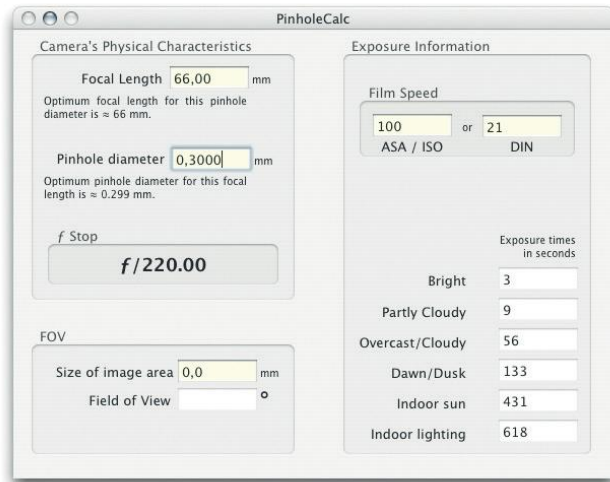 PinholeCalc
Camera's Physical Characteristics
Focal Length 66,00 mm
Optimum focal length for this pinhole
diameter is ≈ 66 mm.
Pinhole diameter 0,3000 mm
Optimum pinhole diameter for this focal
length is ≈ 0.299 mm.
ƒ Stop
ƒ/220.00
FOV
Size of image area 0,0 mm
Field of View °
Exposure Information
Film Speed
100 or 21
ASA / ISO DIN
Exposure times
in seconds
Bright 3
Partly Cloudy 9
Overcast/Cloudy 56
Dawn/Dusk 133
Indoor sun 431
Indoor lighting 618